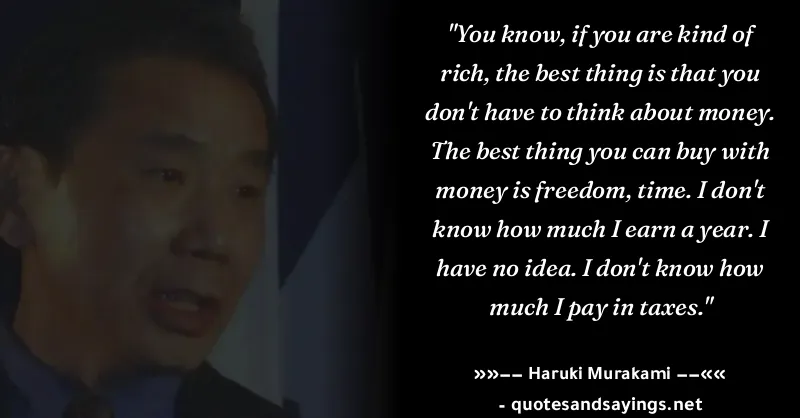 "You know, if you are kind of
rich, the best thing is that you
don't have to think about money.
The best thing you can buy with
money is freedom, time. I don't
know how much I earn a year. I
have no idea. I don't know how
much I pay in taxes."
»»−− Haruki Murakami −−««
- quotesandsayings.net